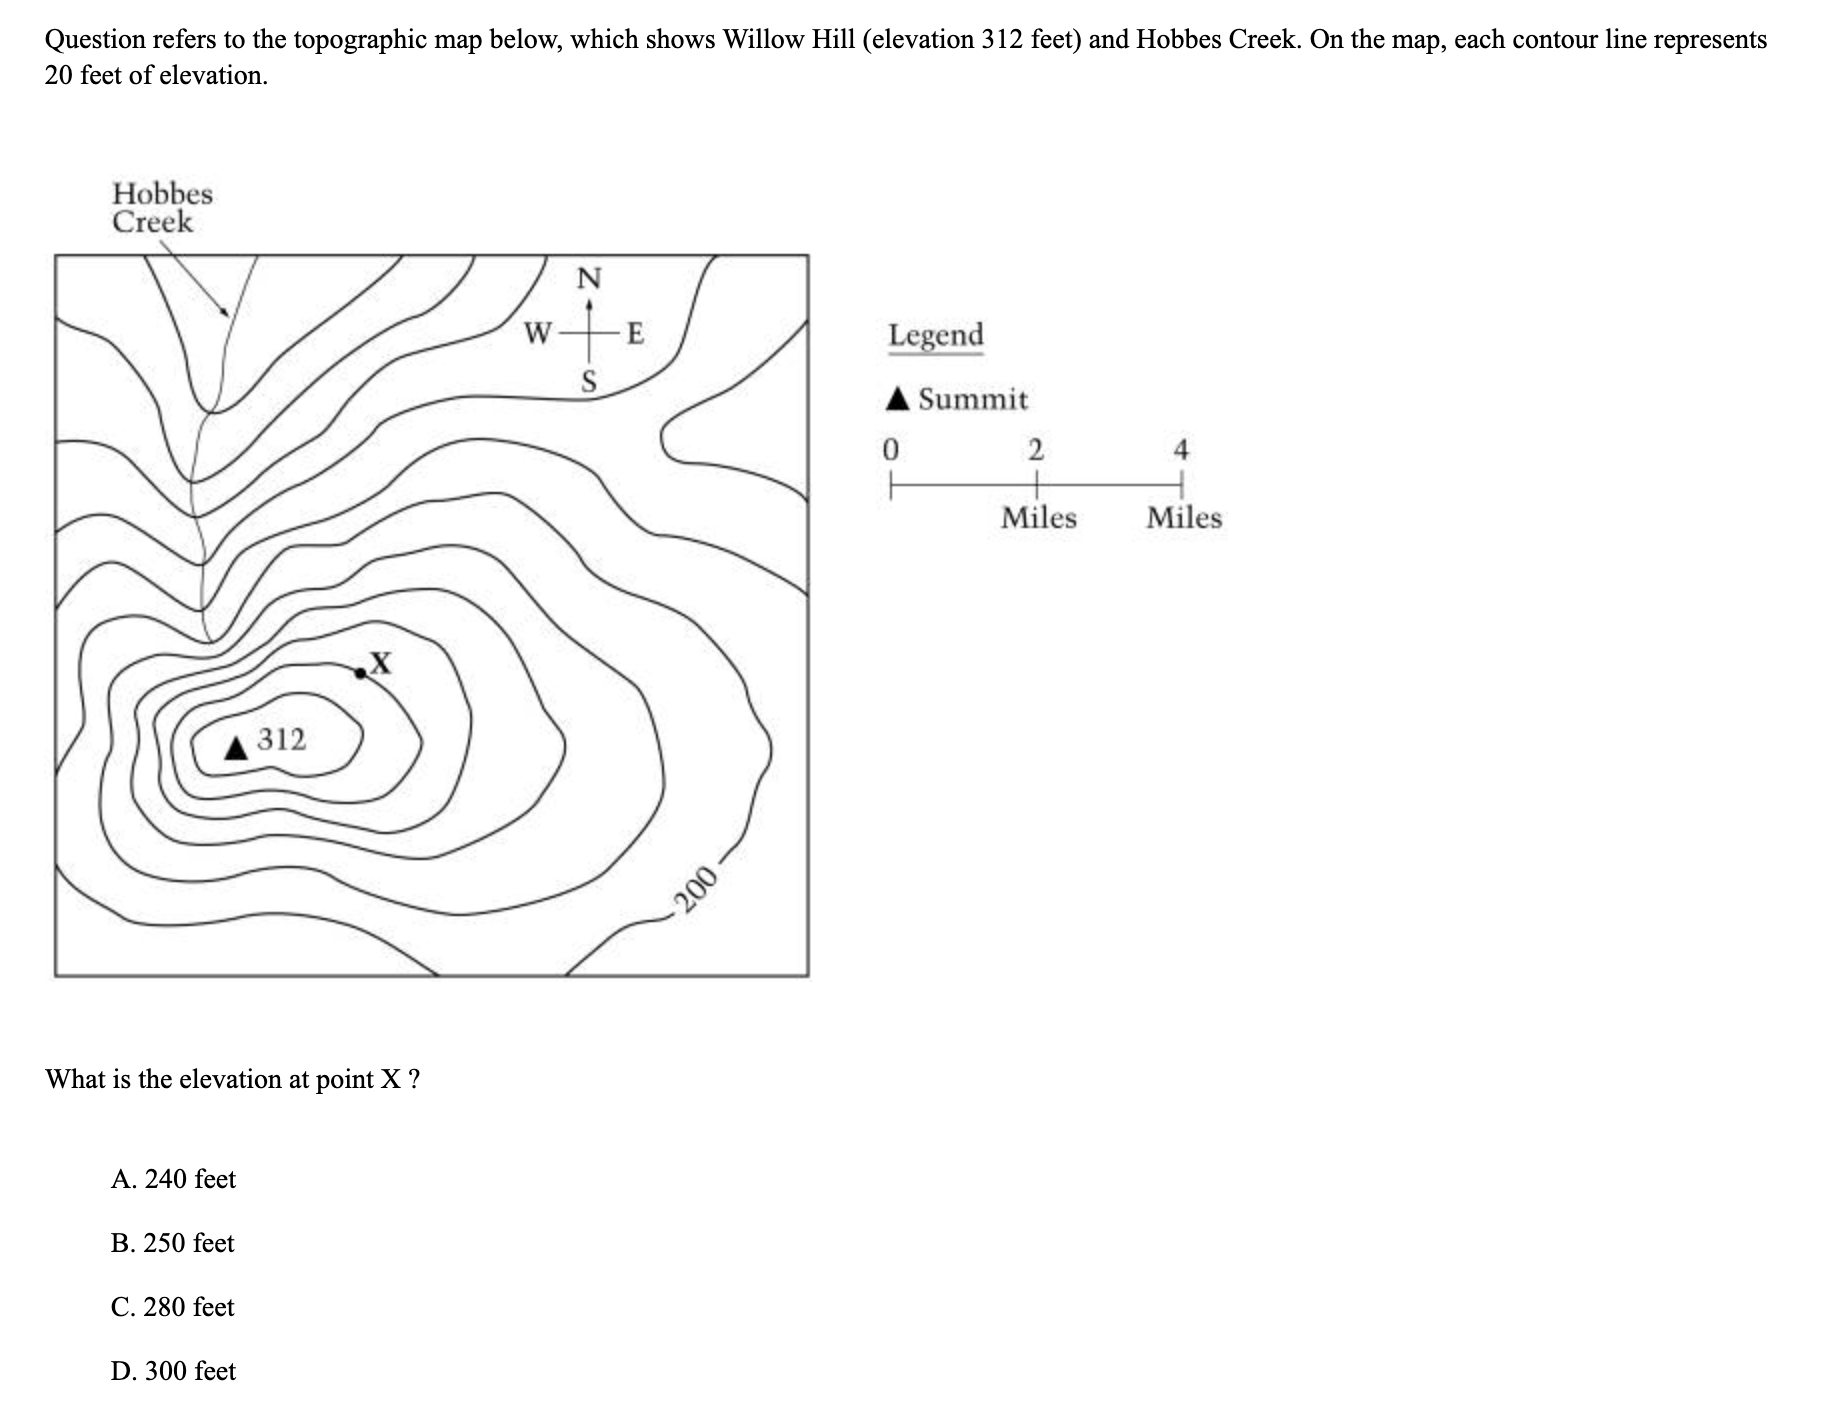 Question refers to the topographic map below, which shows Willow Hill (elevation 312 feet) and Hobbes Creek. On the map, each contour line represents
20 feet of elevation.
Hobbes
Creek
N
W
E
S
Legend
▲ Summit
0 2 4
Miles Miles
X
▲ 312
200
What is the elevation at point X ?
A. 240 feet
B. 250 feet
C. 280 feet
D. 300 feet